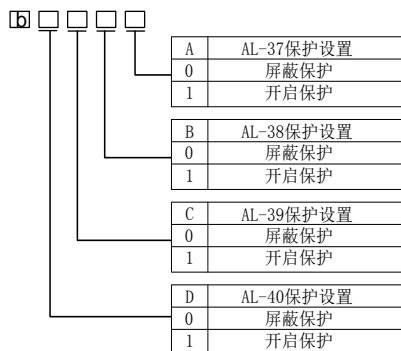 b
A AL-37保护设置
0 屏蔽保护
1 开启保护
B AL-38保护设置
0 屏蔽保护
1 开启保护
C AL-39保护设置
0 屏蔽保护
1 开启保护
D AL-40保护设置
0 屏蔽保护
1 开启保护